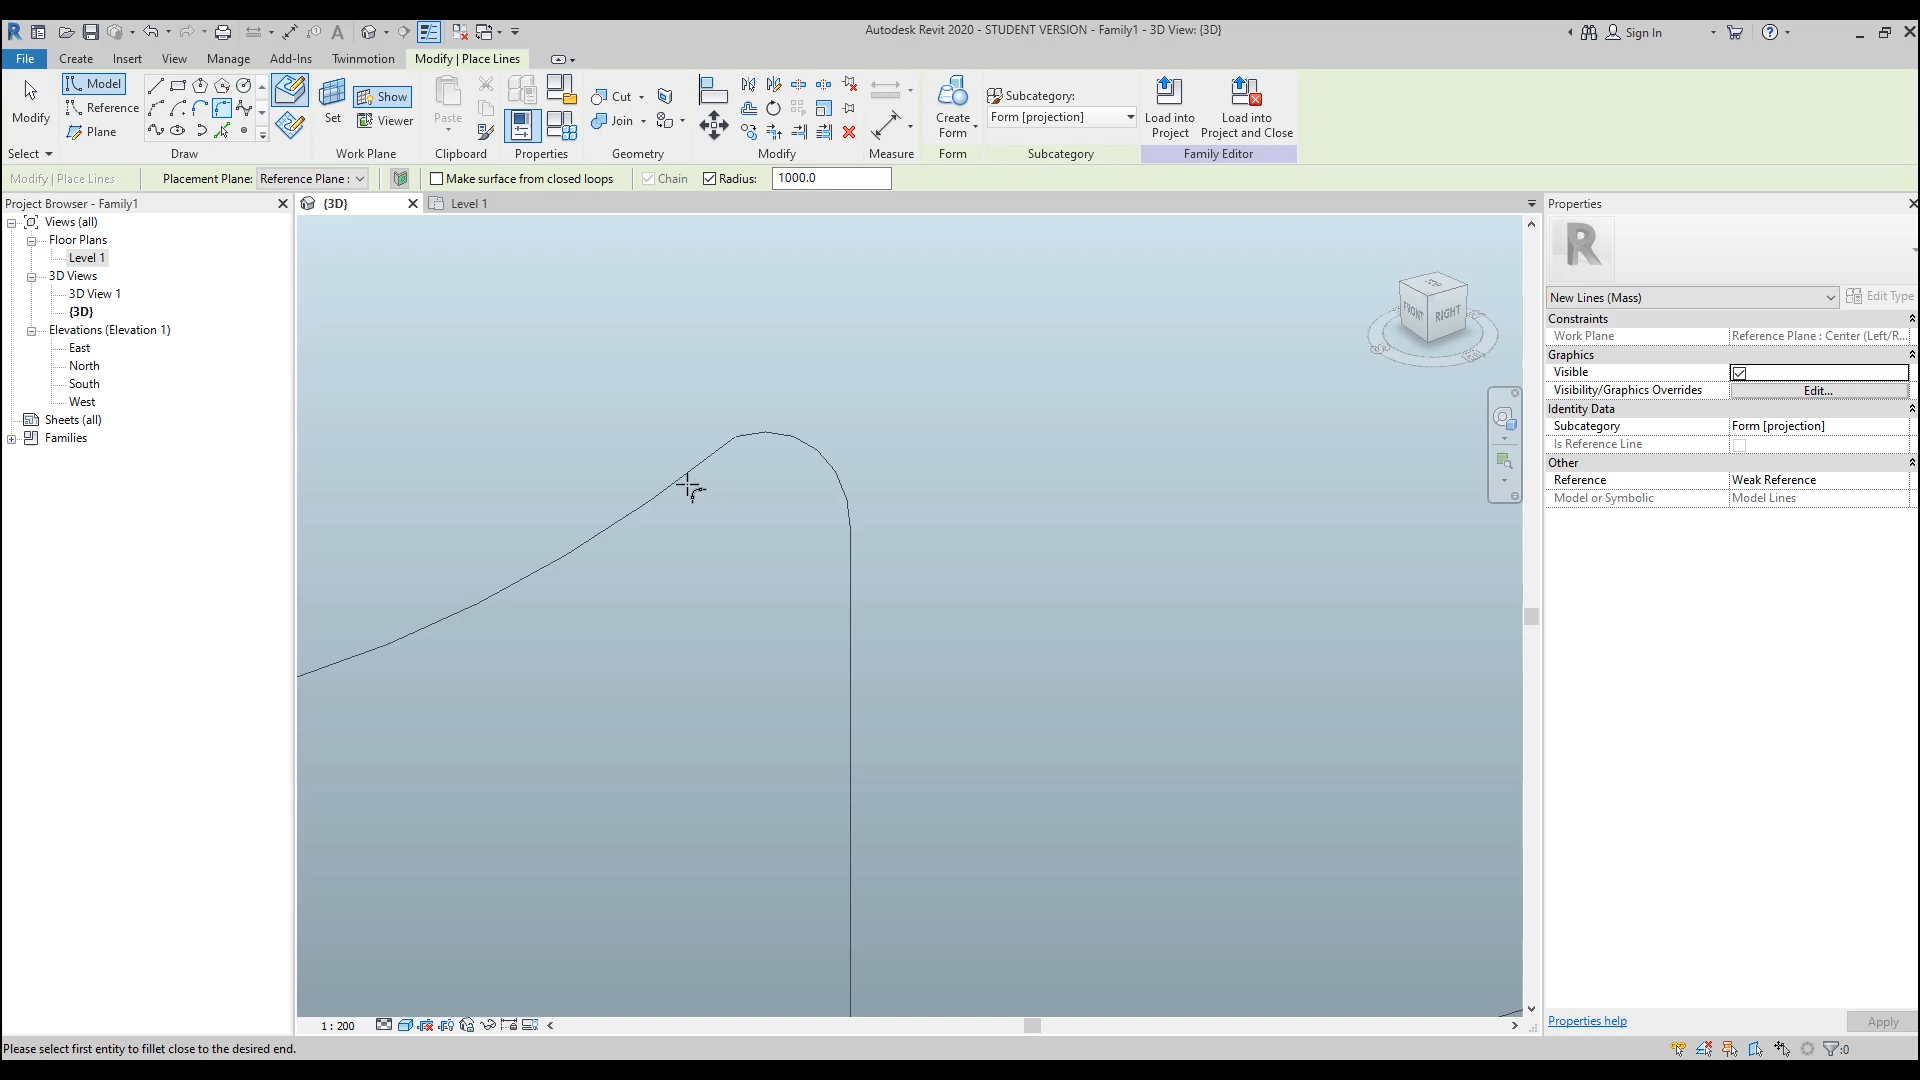 Autodesk Revit 2020 - STUDENT VERSION - Family1 - 3D View: {3D}
Sign In
File Create Insert View Manage Add-Ins Twinmotion Modify | Place Lines
Modify
Model
Reference
Plane
Set
Show
Viewer
Paste
Cut
Join
Create
Form
Subcategory:
Form [projection]
Load into
Project
Load into
Project and Close
Select Draw Work Plane Clipboard Properties Geometry Modify Measure Form Subcategory Family Editor
Modify | Place Lines Placement Plane: Reference Plane : Make surface from closed loops Chain Radius: 1000.0
Project Browser - Family1
{3D}
Level 1
Properties
Views (all)
Floor Plans
Level 1
3D Views
3D View 1
{3D}
Elevations (Elevation 1)
East
North
South
West
Sheets (all)
Families
FRONT
RIGHT
R
New Lines (Mass) Edit Type
Constraints
Work Plane Reference Plane : Center (Left/R...
Graphics
Visible
Visibility/Graphics Overrides Edit...
Identity Data
Subcategory Form [projection]
Is Reference Line
Other
Reference Weak Reference
Model or Symbolic Model Lines
Properties help
Apply
1 : 200
Please select first entity to fillet close to the desired end.
:0